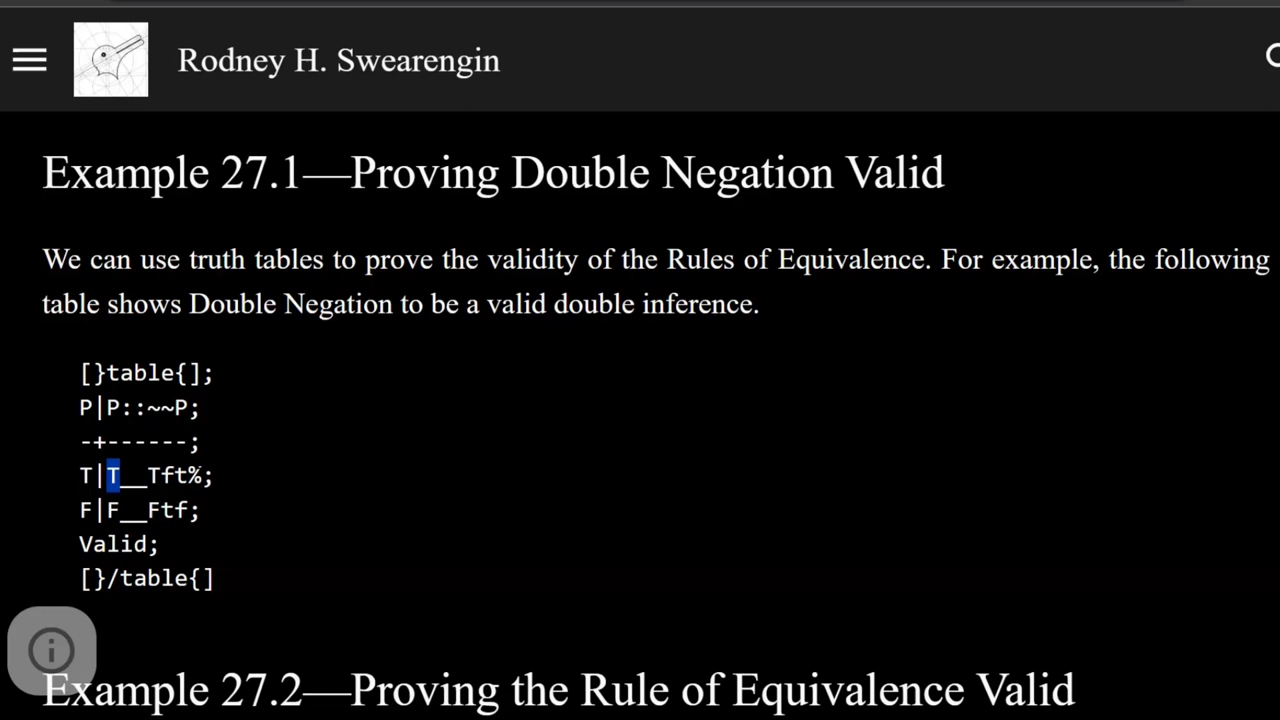 Rodney H. Swearengin
Example 27.1—Proving Double Negation Valid
We can use truth tables to prove the validity of the Rules of Equivalence. For example, the following
table shows Double Negation to be a valid double inference.
[}table{];
P|P::~~P;
-+------;
T|T__Tft%;
F|F__Ftf;
Valid;
[}/table{]
Example 27.2—Proving the Rule of Equivalence Valid